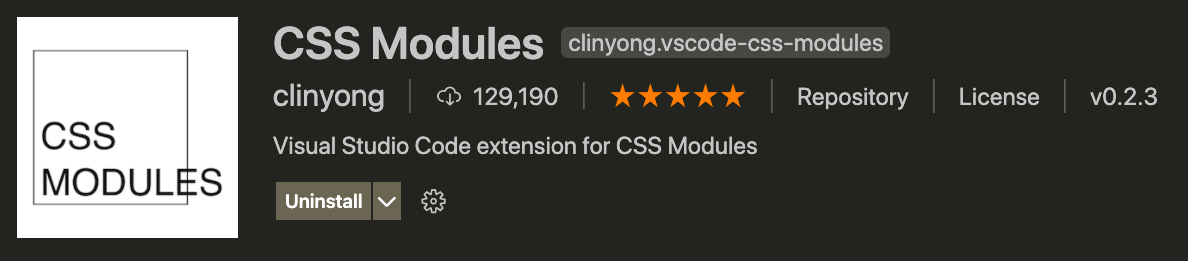 CSS
MODULES
CSS Modules clinyong.vscode-css-modules
clinyong 129,190 Repository License v0.2.3
Visual Studio Code extension for CSS Modules
Uninstall